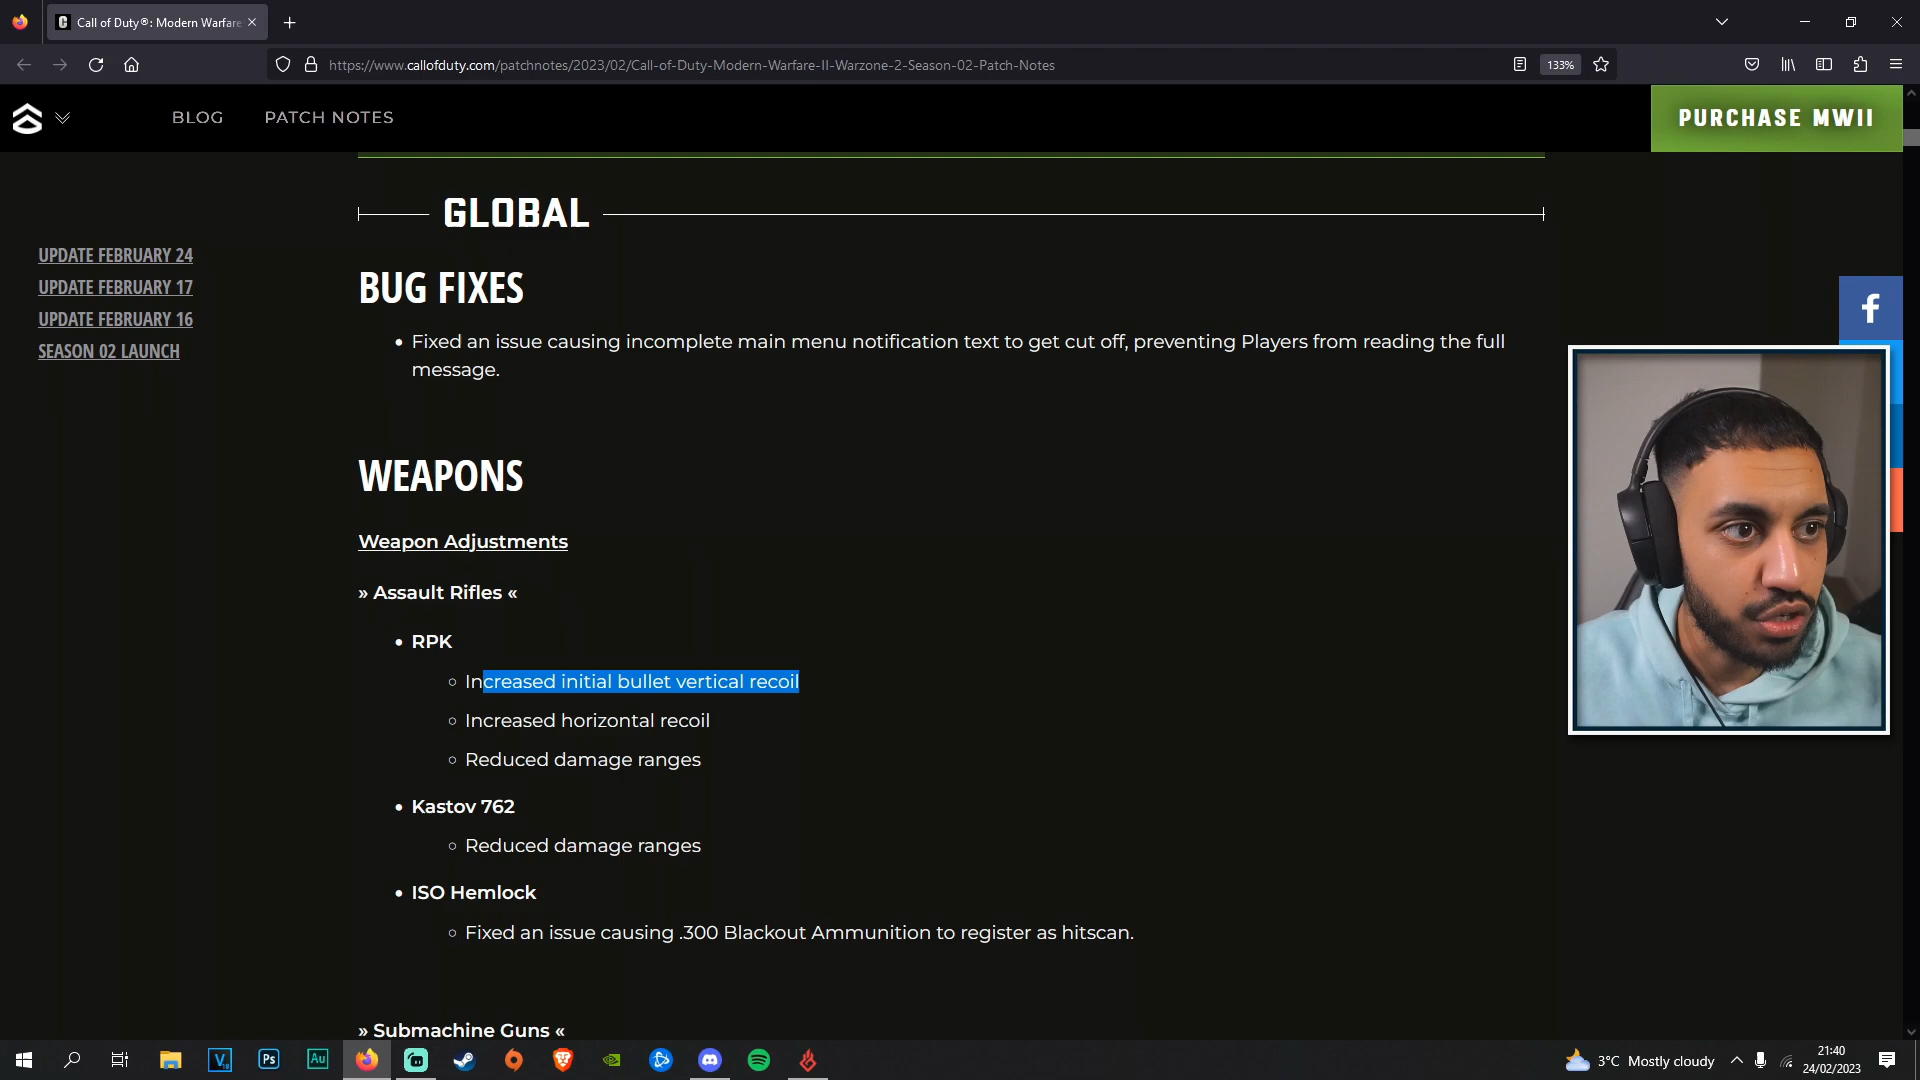 Call of Duty®: Modern Warfare
https://www.callofduty.com/patchnotes/2023/02/Call-of-Duty-Modern-Warfare-II-Warzone-2-Season-02-Patch-Notes
133%
BLOG
PATCH NOTES
PURCHASE MWII
GLOBAL
UPDATE FEBRUARY 24
UPDATE FEBRUARY 17
UPDATE FEBRUARY 16
SEASON 02 LAUNCH
BUG FIXES
Fixed an issue causing incomplete main menu notification text to get cut off, preventing Players from reading the full
message.
WEAPONS
Weapon Adjustments
» Assault Rifles «
RPK
Increased initial bullet vertical recoil
Increased horizontal recoil
Reduced damage ranges
Kastov 762
Reduced damage ranges
ISO Hemlock
Fixed an issue causing .300 Blackout Ammunition to register as hitscan.
» Submachine Guns «
Ps
Au
3°C Mostly cloudy
21:40
24/02/2023